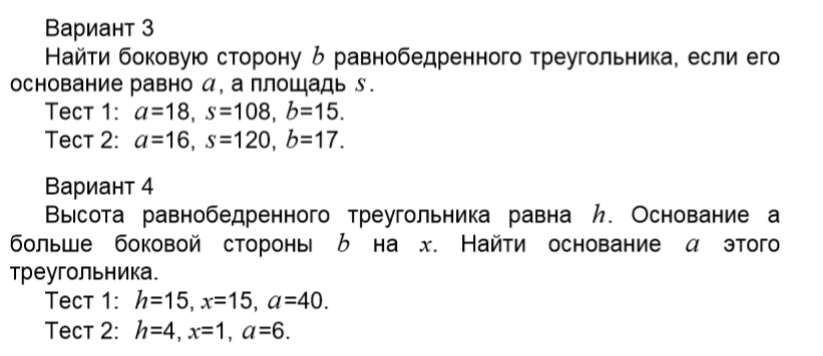 Вариант 3
Найти боковую сторону b равнобедренного треугольника, если его
основание равно a, а площадь s.
Тест 1: a=18, s=108, b=15.
Тест 2: a=16, s=120, b=17.
Вариант 4
Высота равнобедренного треугольника равна h. Основание а
больше боковой стороны b на x. Найти основание a этого
треугольника.
Тест 1: h=15, x=15, a=40.
Тест 2: h=4, x=1, a=6.